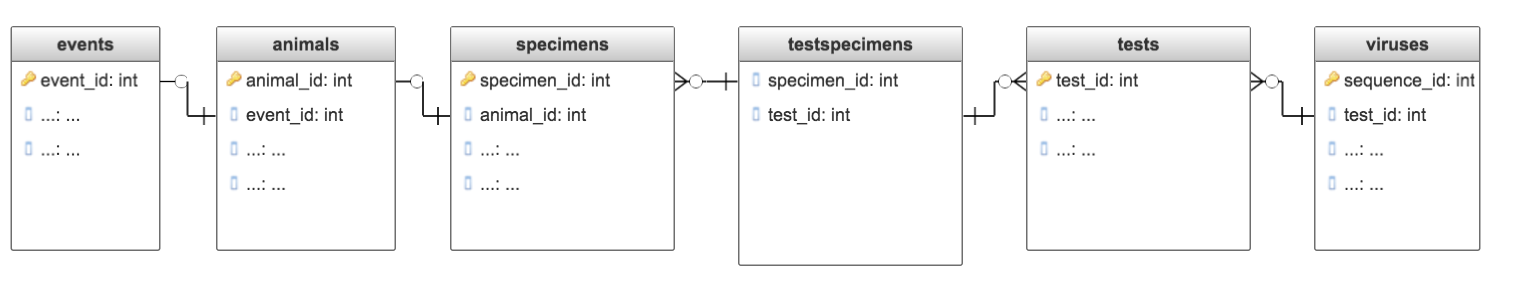 events
event_id: int
...: ...
...: ...
animals
animal_id: int
event_id: int
...: ...
...: ...
specimens
specimen_id: int
animal_id: int
...: ...
...: ...
testspecimens
specimen_id: int
test_id: int
tests
test_id: int
...: ...
...: ...
viruses
sequence_id: int
test_id: int
...: ...
...: ...